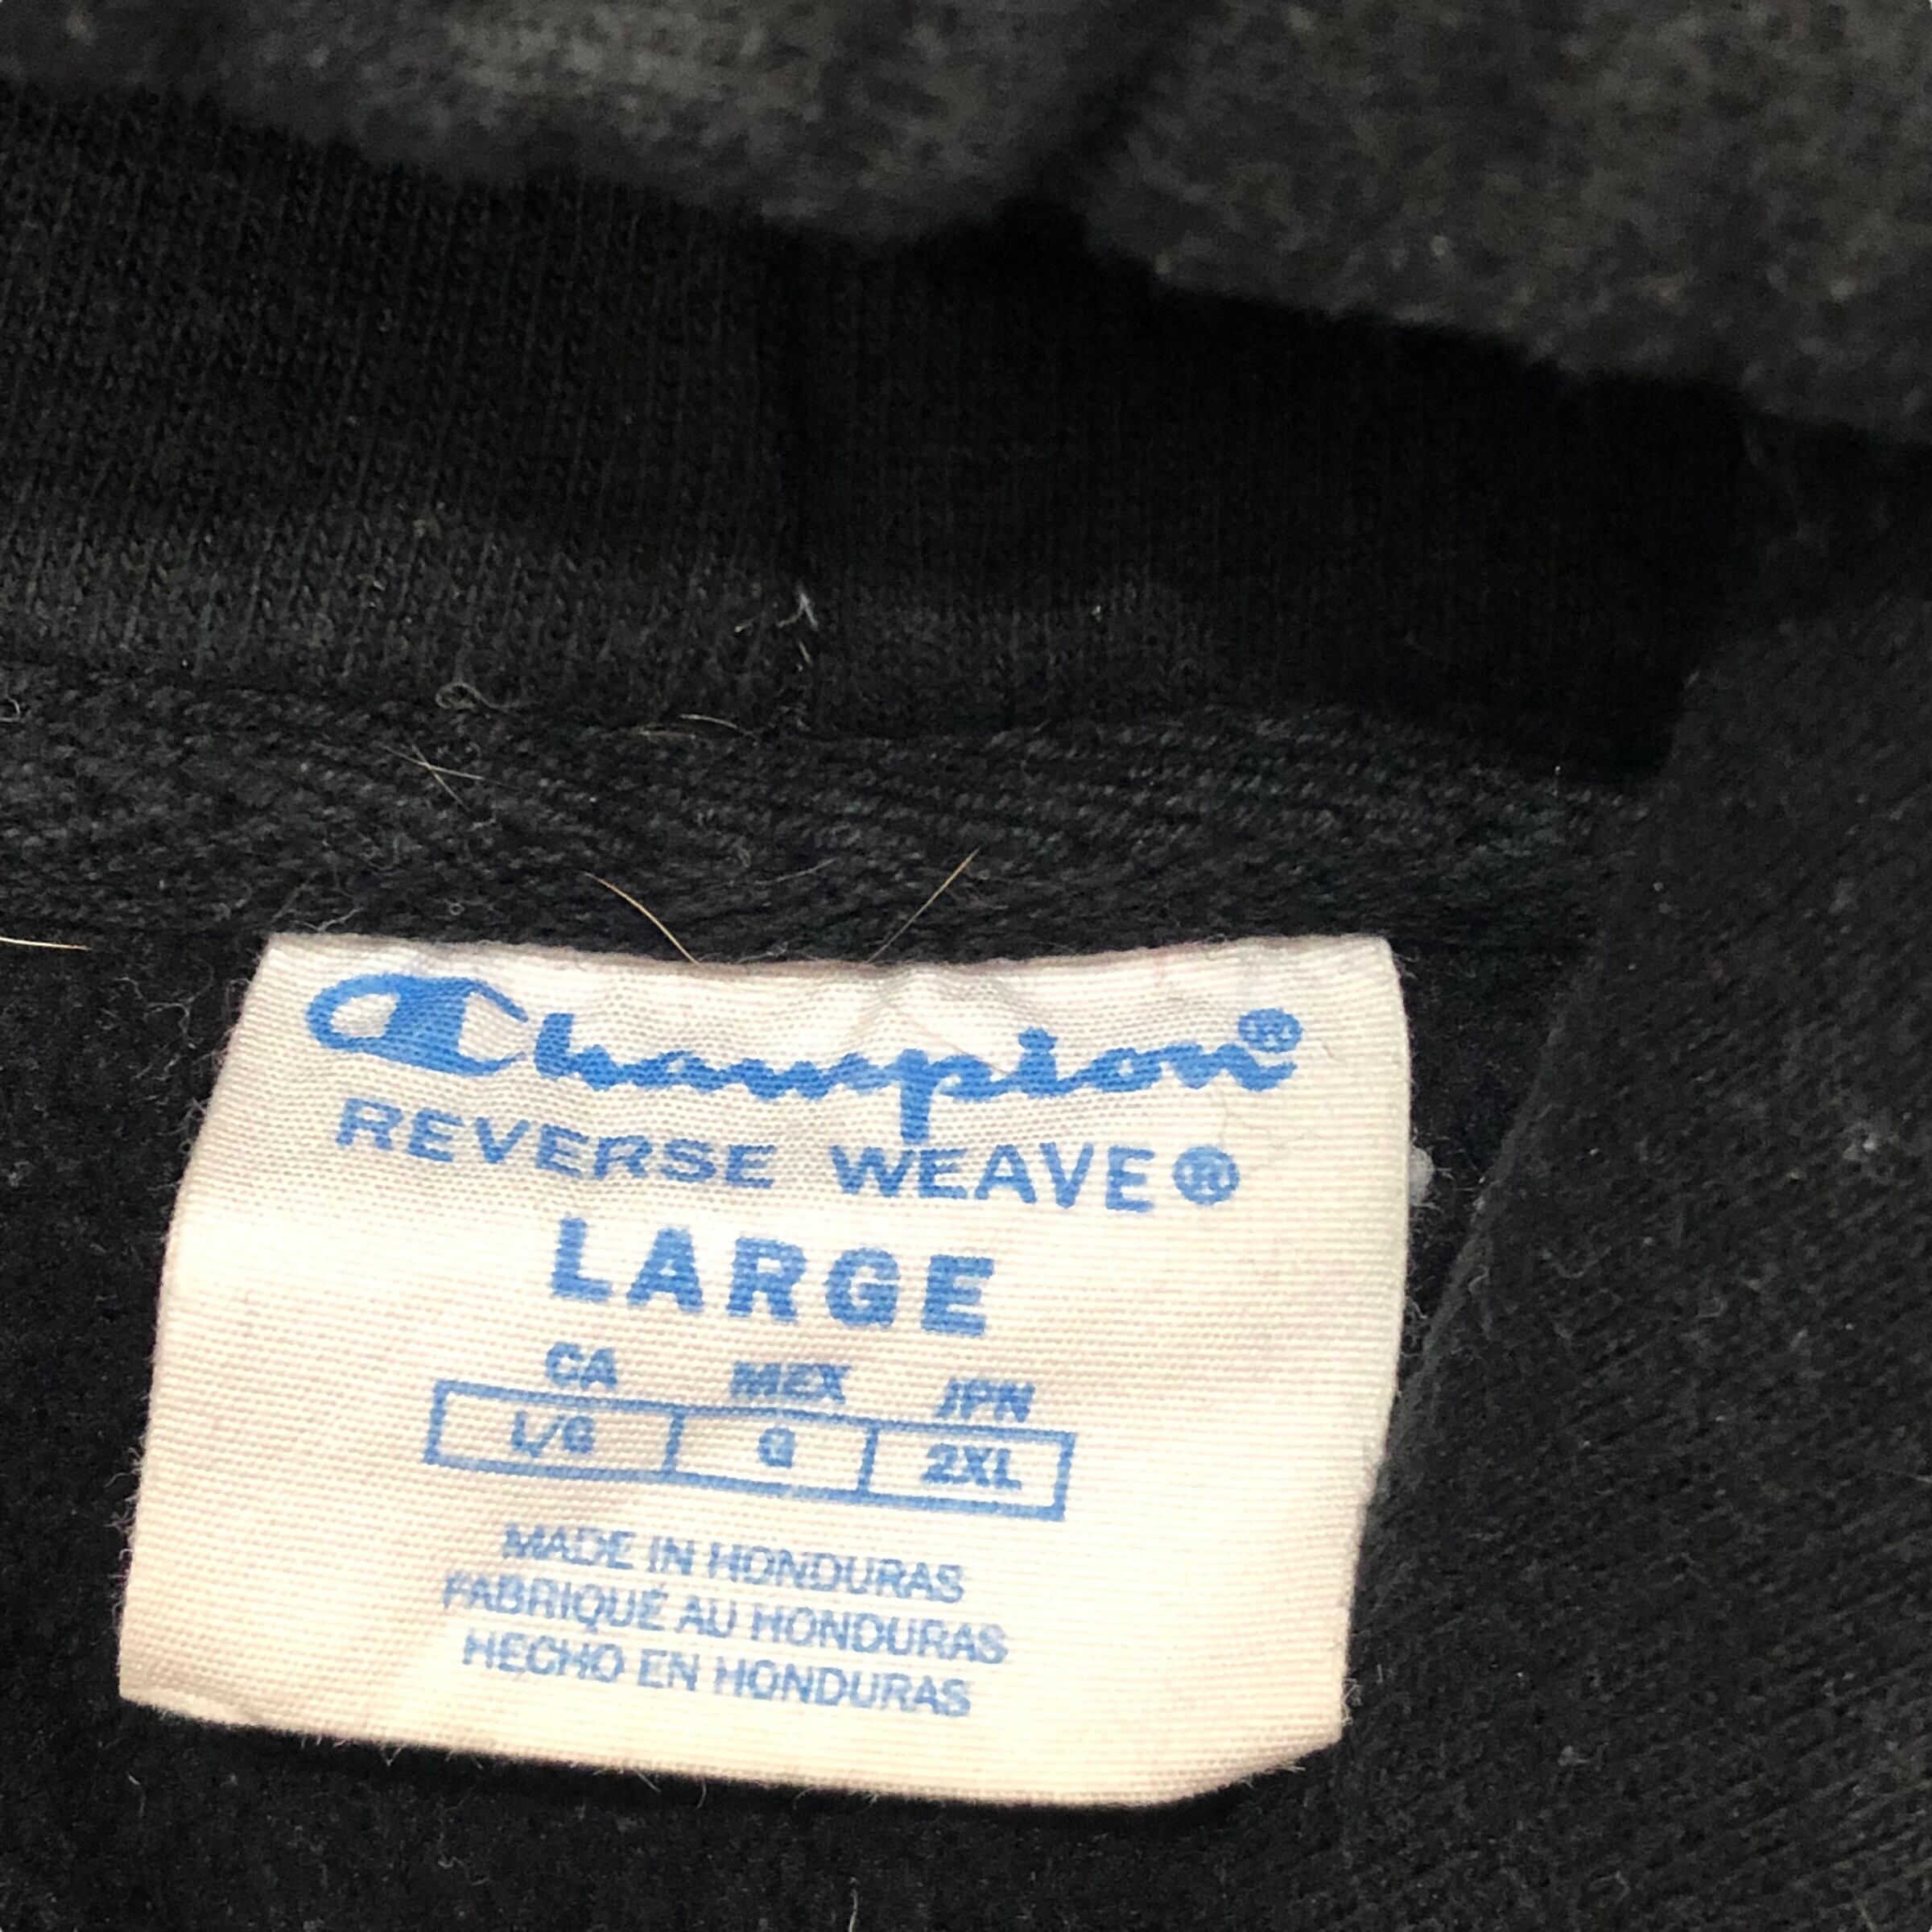 Champion®
REVERSE WEAVE®
LARGE
CA MEX JPN
L/G G 2XL
MADE IN HONDURAS
FABRIQUÉ AU HONDURAS
HECHO EN HONDURAS